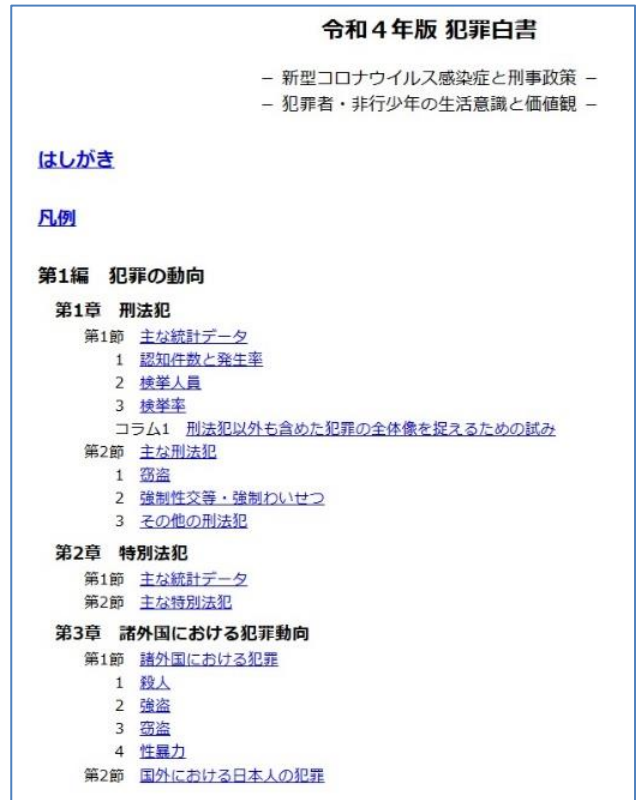 令和４年版 犯罪白書
－ 新型コロナウイルス感染症と刑事政策 －
－ 犯罪者・非行少年の生活意識と価値観 －
はしがき
凡例
第1編　犯罪の動向
第1章　刑法犯
第1節　主な統計データ
1　認知件数と発生率
2　検挙人員
3　検挙率
コラム1　刑法犯以外も含めた犯罪の全体像を捉えるための試み
第2節　主な刑法犯
1　窃盗
2　強制性交等・強制わいせつ
3　その他の刑法犯
第2章　特別法犯
第1節　主な統計データ
第2節　主な特別法犯
第3章　諸外国における犯罪動向
第1節　諸外国における犯罪
1　殺人
2　強盗
3　窃盗
4　性暴力
第2節　国外における日本人の犯罪